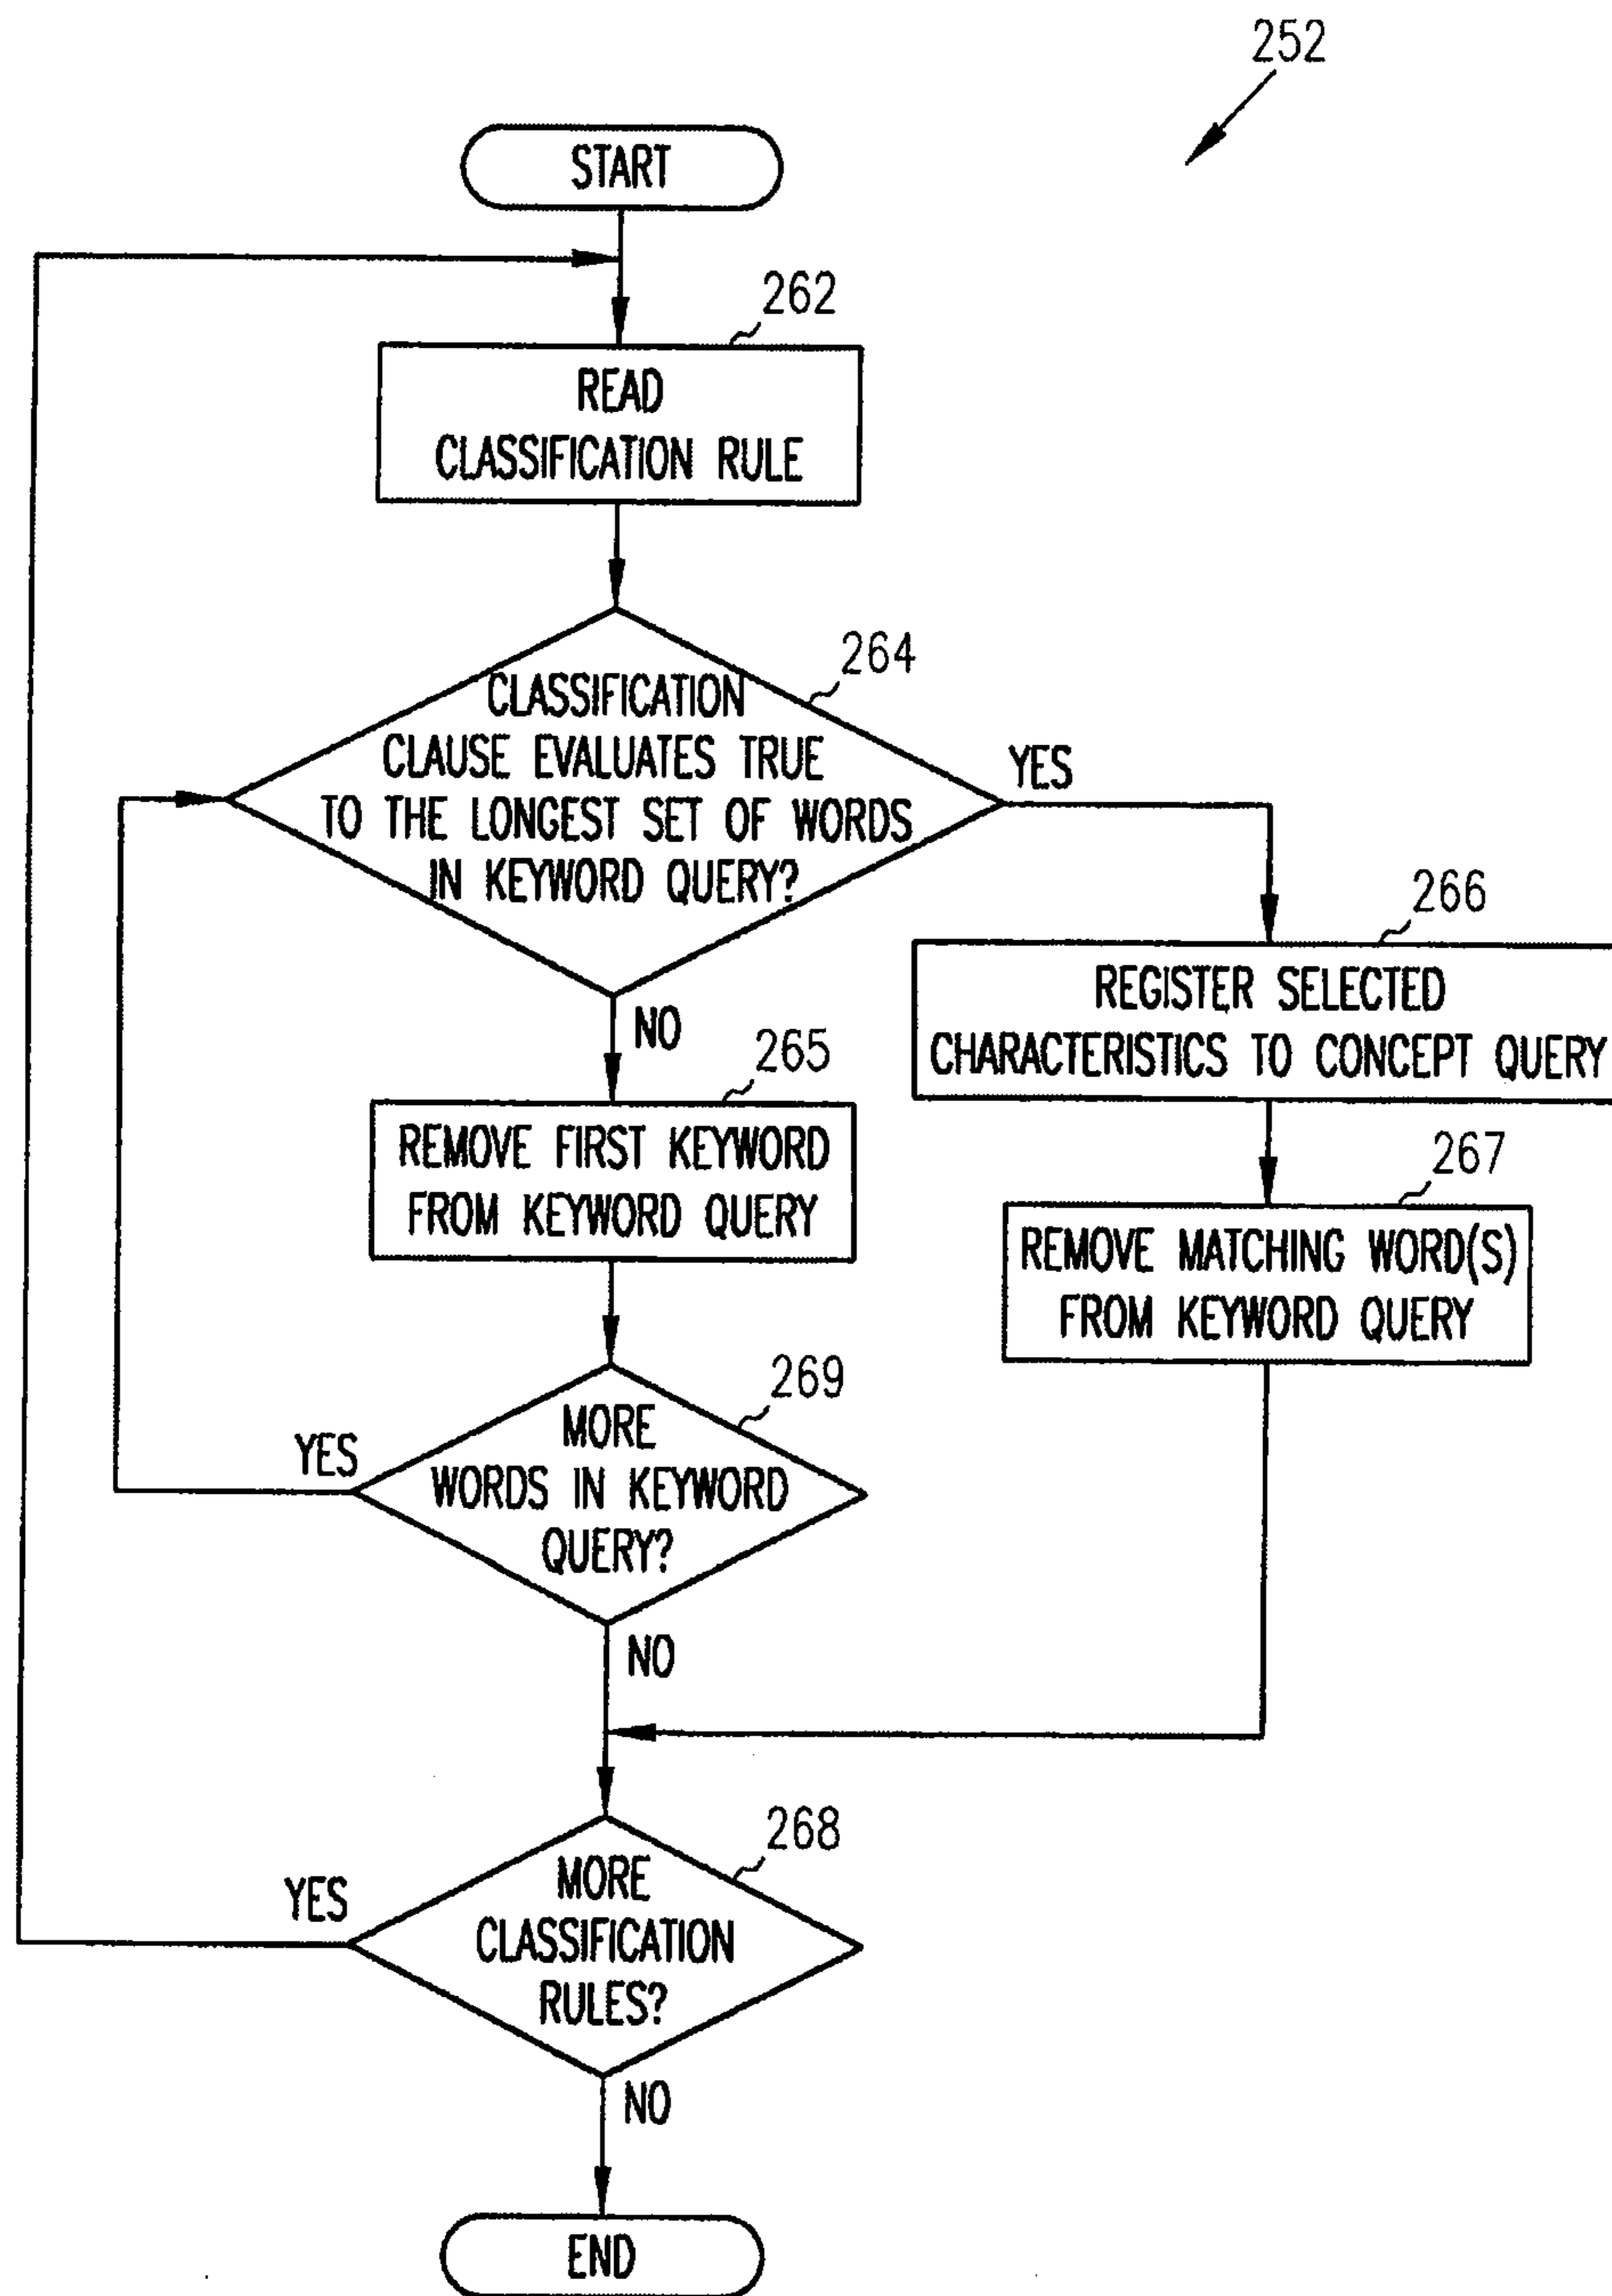 252
START
262
READ
CLASSIFICATION RULE
264
CLASSIFICATION
CLAUSE EVALUATES TRUE
TO THE LONGEST SET OF WORDS
IN KEYWORD QUERY?
YES
NO
266
REGISTER SELECTED
CHARACTERISTICS TO CONCEPT QUERY
265
REMOVE FIRST KEYWORD
FROM KEYWORD QUERY
267
REMOVE MATCHING WORD(S)
FROM KEYWORD QUERY
269
MORE
WORDS IN KEYWORD
QUERY?
YES
NO
268
MORE
CLASSIFICATION
RULES?
YES
NO
END